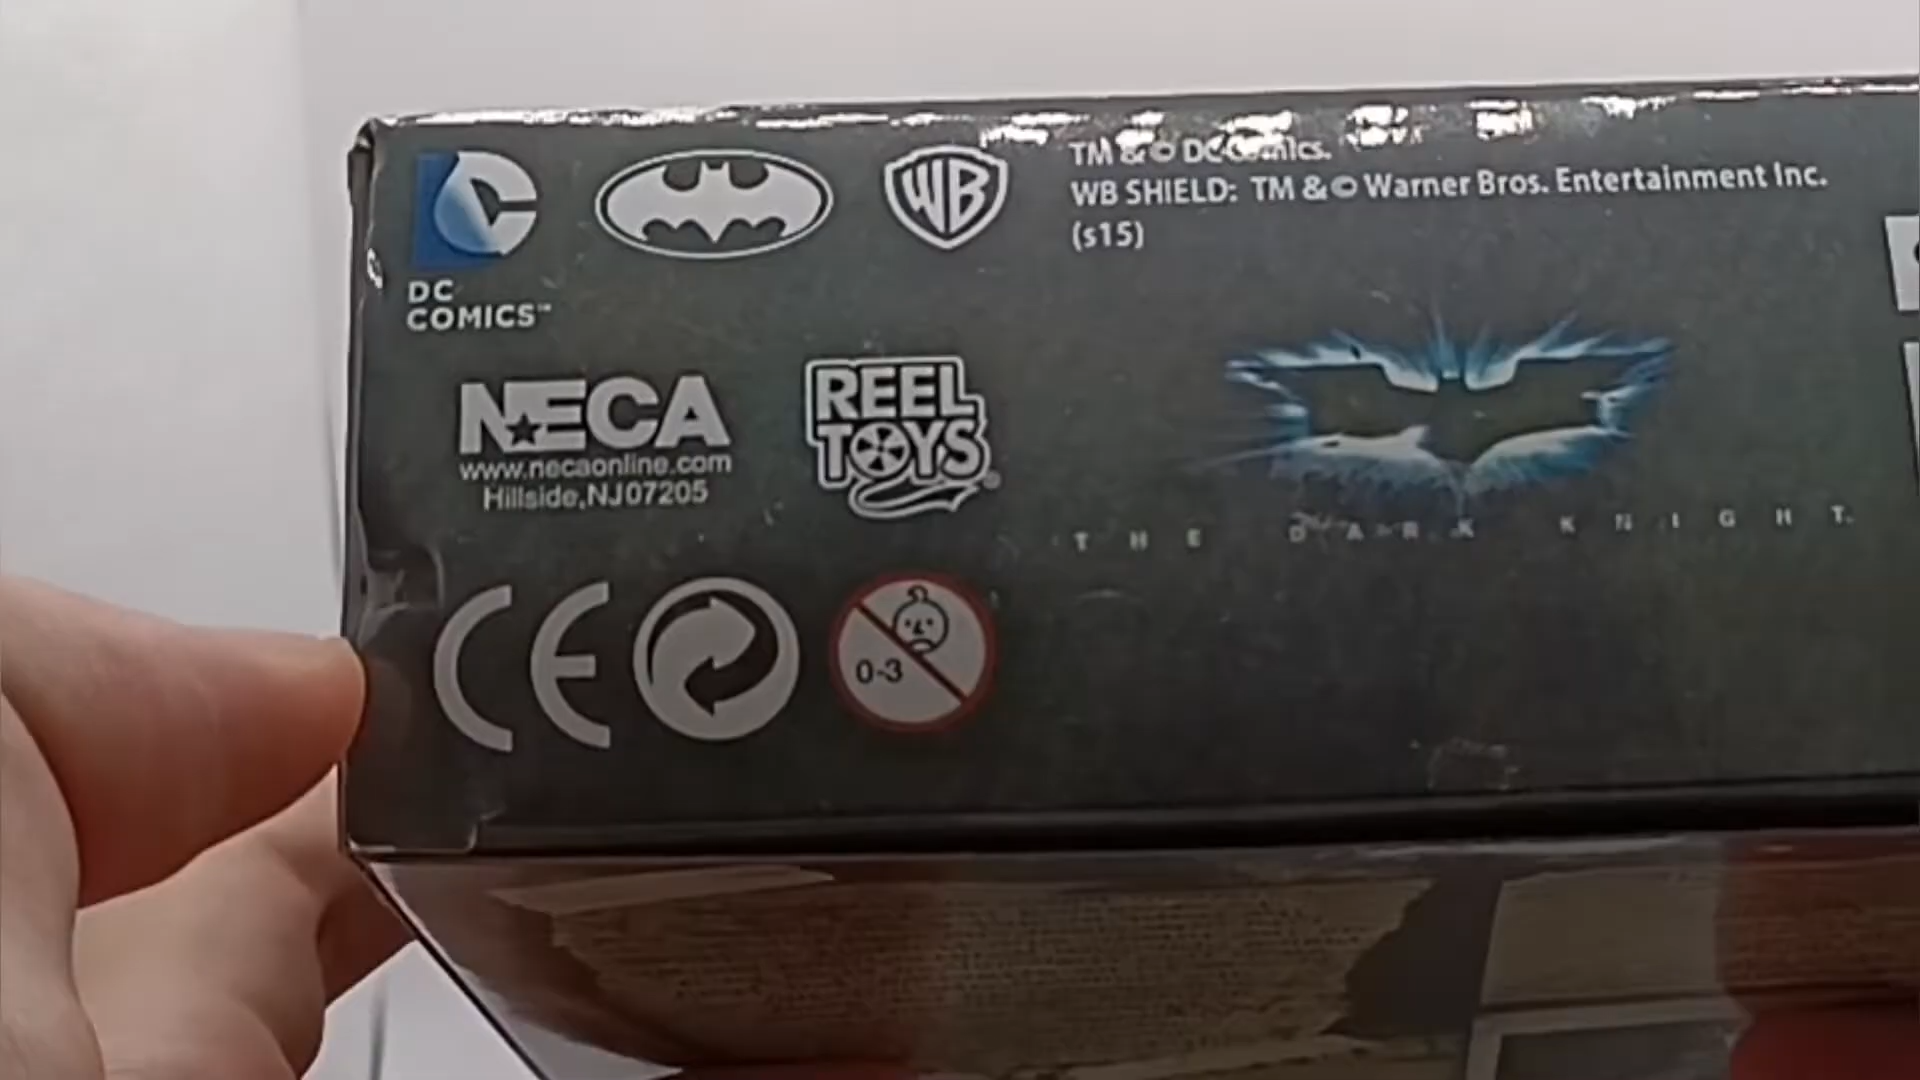 DC
COMICS™
WB
TM & © DC Comics.
WB SHIELD: TM & © Warner Bros. Entertainment Inc.
(s15)
NECA
www.necaonline.com
Hillside,NJ07205
REEL
TOYS®
THE DARK KNIGHT
CE
0-3